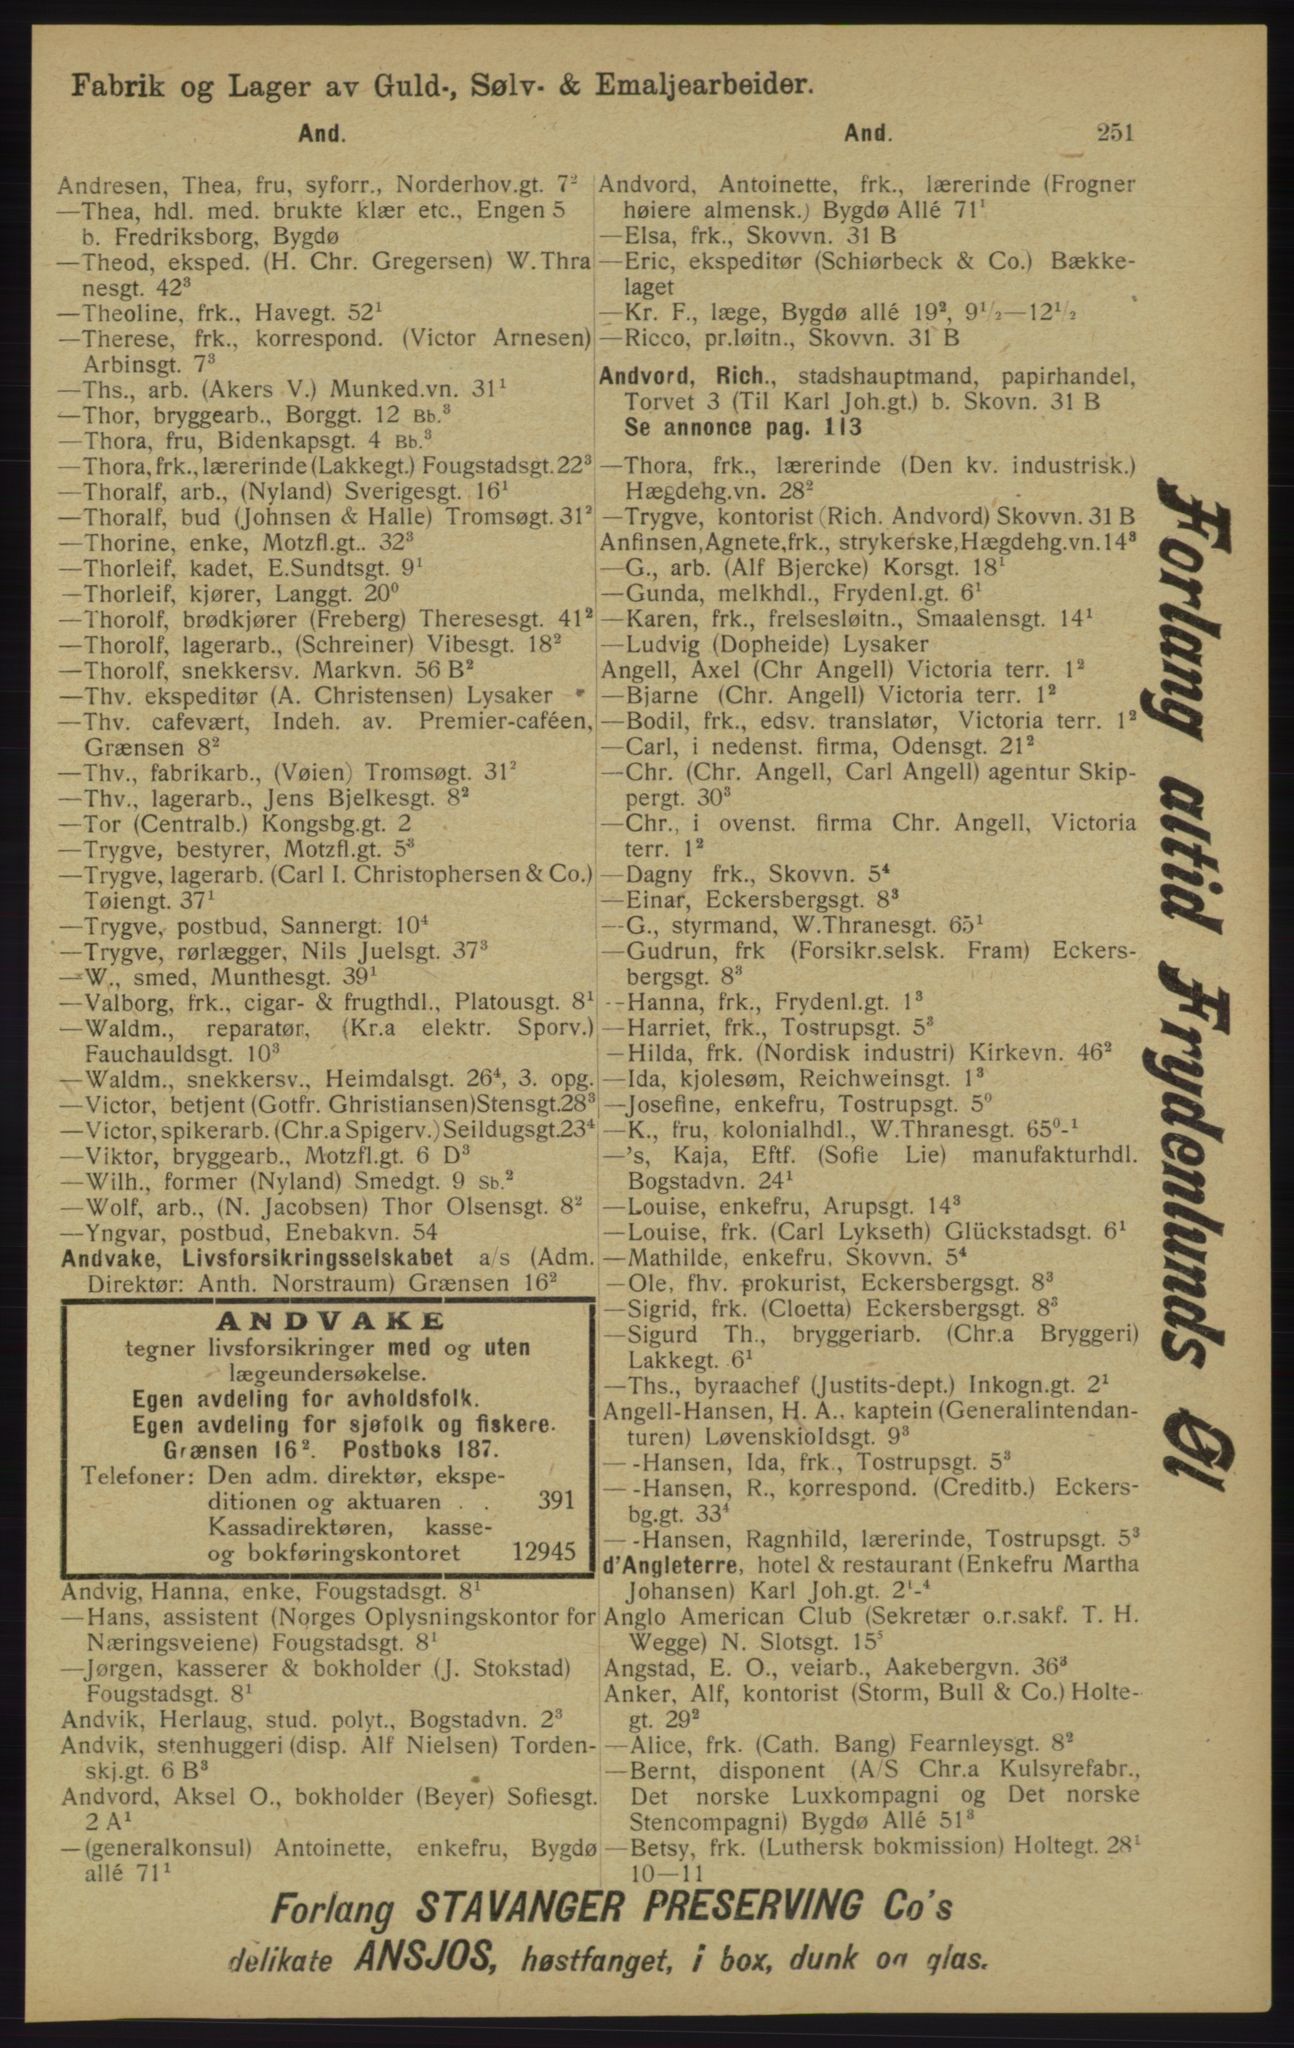 Fabrik og Lager av Guld-, Sølv- & Emaljearbeider.
And.
And.
251
Andresen, Thea, fru, syforr., Norderhov.gt. 7²
—Thea, hdl. med. brukte klær etc., Engen 5
b. Fredriksborg, Bygdø
—Theod, eksped. (H. Chr. Gregersen) W. Thra
nesgt. 42³
—Theoline, frk., Havegt. 52¹
—Therese, frk., korrespond. (Victor Arnesen)
Arbinsgt. 7³
—Ths., arb. (Akers V.) Munked.vn. 31¹
—Thor, bryggearb., Borggt. 12 Bb.³
—Thora, fru, Bidenkapsgt. 4 Bb.³
—Thora, frk., lærerinde (Lakkegt.) Fougstadsgt. 22³
—Thoralf, arb., (Nyland) Sverigesgt. 16¹
—Thoralf, bud (Johnsen & Halle) Tromsøgt. 31²
—Thorine, enke, Motzfl.gt.. 32³
—Thorleif, kadet, E.Sundtsgt. 9¹
—Thorleif, kjører, Langgt. 20⁰
—Thorolf, brødkjører (Freberg) Theresesgt. 41²
—Thorolf, lagerarb., (Schreiner) Vibesgt. 18²
—Thorolf, snekkersv. Markvn. 56 B²
—Thv. ekspeditør (A. Christensen) Lysaker
—Thv. cafevært, Indeh. av. Premier-caféen,
Grænsen 8²
—Thv., fabrikarb., (Vøien) Tromsøgt. 31²
—Thv., lagerarb., Jens Bjelkesgt. 8²
—Tor (Centralb.) Kongsbg.gt. 2
—Trygve, bestyrer, Motzfl.gt. 5³
—Trygve, lagerarb. (Carl I. Christophersen & Co.)
Tøiengt. 37¹
—Trygve, postbud, Sannergt. 10⁴
—Trygve, rørlægger, Nils Juelsgt. 37³
—W., smed, Munthesgt. 39¹
—Valborg, frk., cigar- & frugthdl., Platousgt. 8¹
—Waldm., reparatør, (Kr.a elektr. Sporv.)
Fauchauldsgt. 10³
—Waldm., snekkersv., Heimdalsgt. 26⁴, 3. opg.
—Victor, betjent (Gotfr. Ghristiansen) Stensgt. 28³
—Victor, spikerarb. (Chr.a Spigerv.) Seildugsgt. 23⁴
—Viktor, bryggearb., Motzfl.gt. 6 D³
—Wilh., former (Nyland) Smedgt. 9 Sb.²
—Wolf, arb., (N. Jacobsen) Thor Olsensgt. 8²
—Yngvar, postbud, Enebakvn. 54
Andvake, Livsforsikringsselskabet a/s (Adm.
Direktør: Anth. Norstraum) Grænsen 16²
ANDVAKE
tegner livsforsikringer med og uten
lægeundersøkelse.
Egen avdeling for avholdsfolk.
Egen avdeling for sjøfolk og fiskere.
Grænsen 16². Postboks 187.
Telefoner: Den adm. direktør, ekspe-
ditionen og aktuaren . . 391
Kassadirektøren, kasse-
og bokføringskontoret 12945
Andvig, Hanna, enke, Fougstadsgt. 8¹
—Hans, assistent (Norges Oplysningskontor for
Næringsveiene) Fougstadsgt. 8¹
—Jørgen, kasserer & bokholder (J. Stokstad)
Fougstadsgt. 8¹
Andvik, Herlaug, stud. polyt., Bogstadvn. 2³
Andvik, stenhuggeri (disp. Alf Nielsen) Torden-
skj.gt. 6 B³
Andvord, Aksel O., bokholder (Beyer) Sofiesgt.
2 A¹
—(generalkonsul) Antoinette, enkefru, Bygdø
allé 71¹
Andvord, Antoinette, frk., lærerinde (Frogner
høiere almensk.) Bygdø Allé 71¹
—Elsa, frk., Skovvn. 31 B
—Eric, ekspeditør (Schiørbeck & Co.) Bække-
laget
—Kr. F., læge, Bygdø allé 19², 9½—12½
—Ricco, pr.løitn., Skovvn. 31 B
Andvord, Rich., stadshauptmand, papirhandel,
Torvet 3 (Til Karl Joh.gt.) b. Skovn. 31 B
Se annonce pag. 113
—Thora, frk., lærerinde (Den kv. industrisk.)
Hægdehg.vn. 28²
—Trygve, kontorist (Rich. Andvord) Skovvn. 31 B
Anfinsen, Agnete, frk., strykerske, Hægdehg.vn. 14³
—G., arb. (Alf Bjercke) Korsgt. 18¹
—Gunda, melkhdl., Frydenl.gt. 6¹
—Karen, frk., frelsesløitn., Smaalensgt. 14¹
—Ludvig (Dopheide) Lysaker
Angell, Axel (Chr Angell) Victoria terr. 1²
—Bjarne (Chr. Angell) Victoria terr. 1²
—Bodil, frk., edsv. translatør, Victoria terr. 1²
—Carl, i nedenst. firma, Odensgt. 21²
—Chr. (Chr. Angell, Carl Angell) agentur Skip-
pergt. 30³
—Chr., i ovenst. firma Chr. Angell, Victoria
terr. 1²
—Dagny frk., Skovvn. 5⁴
—Einar, Eckersbergsgt. 8³
—G., styrmand, W.Thranesgt. 65¹
—Gudrun, frk (Forsikr.selsk. Fram) Eckers-
bergsgt. 8³
—Hanna, frk., Frydenl.gt. 1³
—Harriet, frk., Tostrupsgt. 5³
—Hilda, frk. (Nordisk industri) Kirkevn. 46²
—Ida, kjolesøm, Reichweinsgt. 1³
—Josefine, enkefru, Tostrupsgt. 5⁰
—K., fru, kolonialhdl., W.Thranesgt. 65⁰-¹
—'s, Kaja, Eftf. (Sofie Lie) manufakturhdl.
Bogstadvn. 24¹
—Louise, enkefru, Arupsgt. 14³
—Louise, frk. (Carl Lykseth) Glückstadsgt. 6¹
—Mathilde, enkefru, Skovvn. 5⁴
—Ole, fhv. prokurist, Eckersbergsgt. 8³
—Sigrid, frk. (Cloetta) Eckersbergsgt. 8³
—Sigurd Th., bryggeriarb. (Chr.a Bryggeri)
Lakkegt. 6¹
—Ths., byraachef (Justits-dept.) Inkogn.gt. 2¹
Angell-Hansen, H. A., kaptein (Generalintendan-
turen) Løvenskioldsgt. 9³
— -Hansen, Ida, frk., Tostrupsgt. 5³
— -Hansen, R., korrespond. (Creditb.) Eckers-
bg.gt. 33⁴
— -Hansen, Ragnhild, lærerinde, Tostrupsgt. 5³
d'Angleterre, hotel & restaurant (Enkefru Martha
Johansen) Karl Joh.gt. 2¹-⁴
Anglo American Club (Sekretær o.r.sakf. T. H.
Wegge) N. Slotsgt. 15⁵
Angstad, E. O., veiarb., Aakebergvn. 36³
Anker, Alf, kontorist (Storm, Bull & Co.) Holte-
gt. 29²
—Alice, frk. (Cath. Bang) Fearnleysgt. 8²
—Bernt, disponent (A/S Chr.a Kulsyrefabr.,
Det norske Luxkompagni og Det norske
Stencompagni) Bygdø Allé 51³
—Betsy, frk. (Luthersk bokmission) Holtegt. 28¹
10—11
Forlang altid Frydenlunds Øl
Forlang STAVANGER PRESERVING Co's
delikate ANSJOS, høstfanget, i box, dunk og glas.